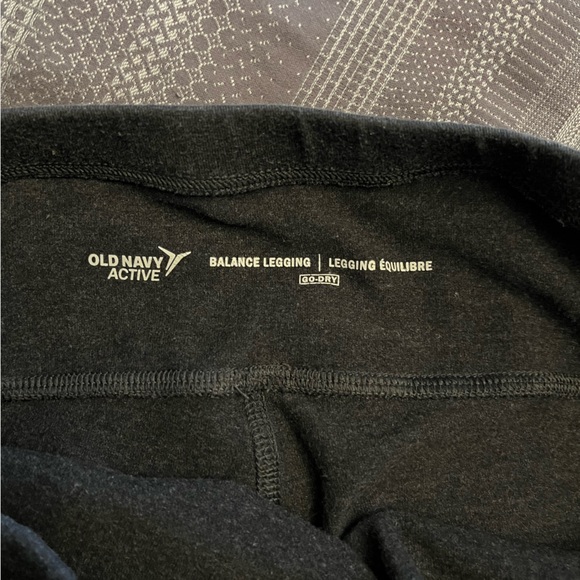 OLD NAVY
ACTIVE
BALANCE LEGGING | LEGGING ÉQUILIBRE
GO-DRY